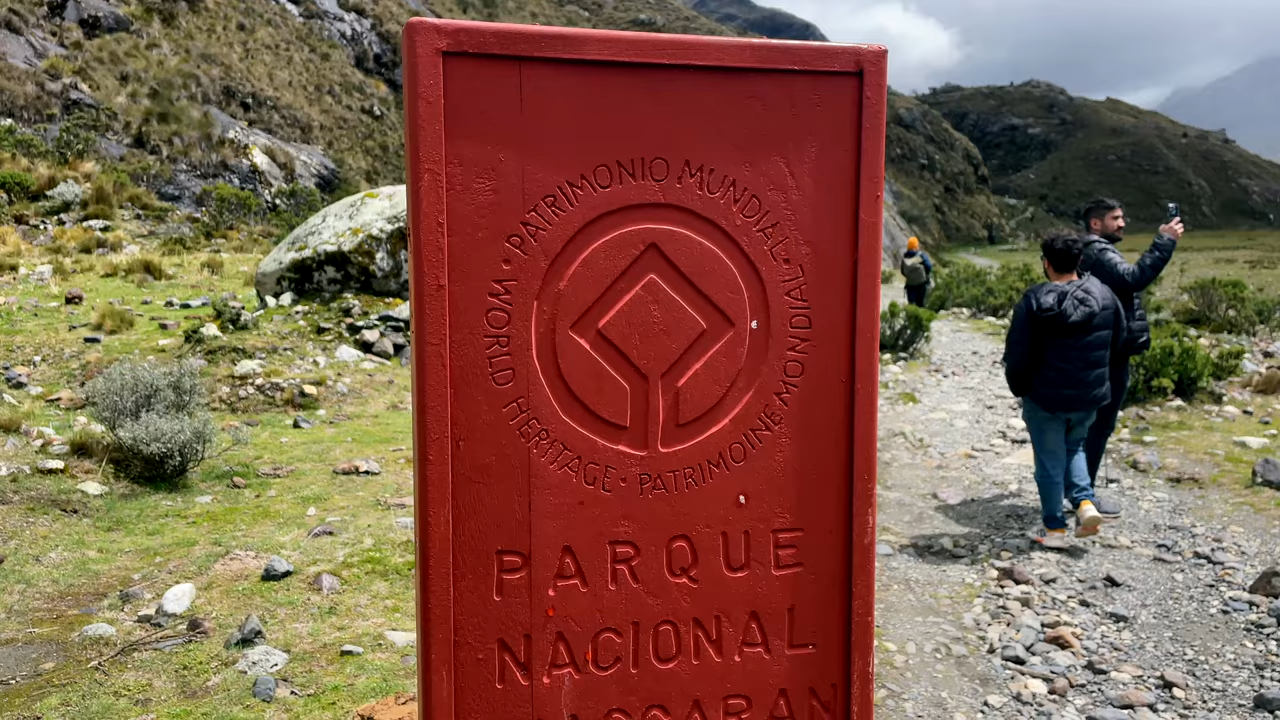 PATRIMONIO MUNDIAL · WORLD HERITAGE · PATRIMOINE MONDIAL ·
PARQUE
NACIONAL